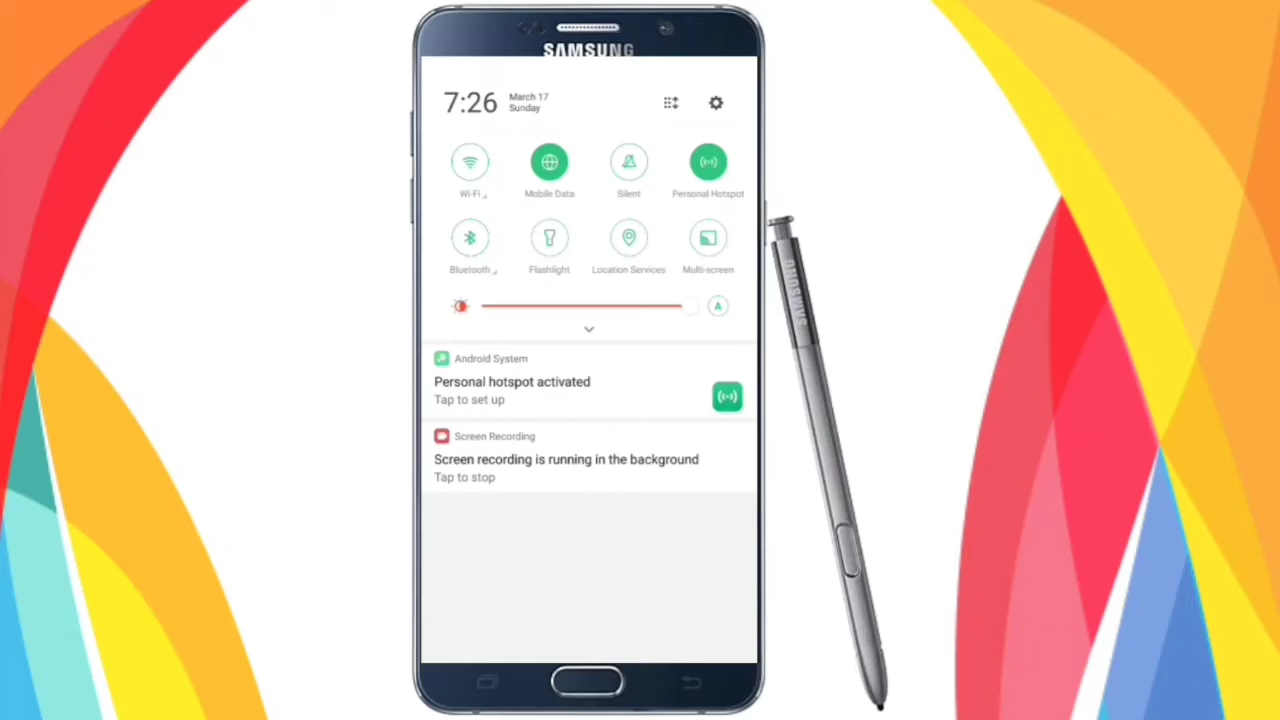 SAMSUNG
7:26
March 17
Sunday
Wi-Fi
Mobile Data
Silent
Personal Hotspot
Bluetooth
Flashlight
Location Services
Multi-screen
A
Android System
Personal hotspot activated
Tap to set up
Screen Recording
Screen recording is running in the background
Tap to stop
SAMSUNG